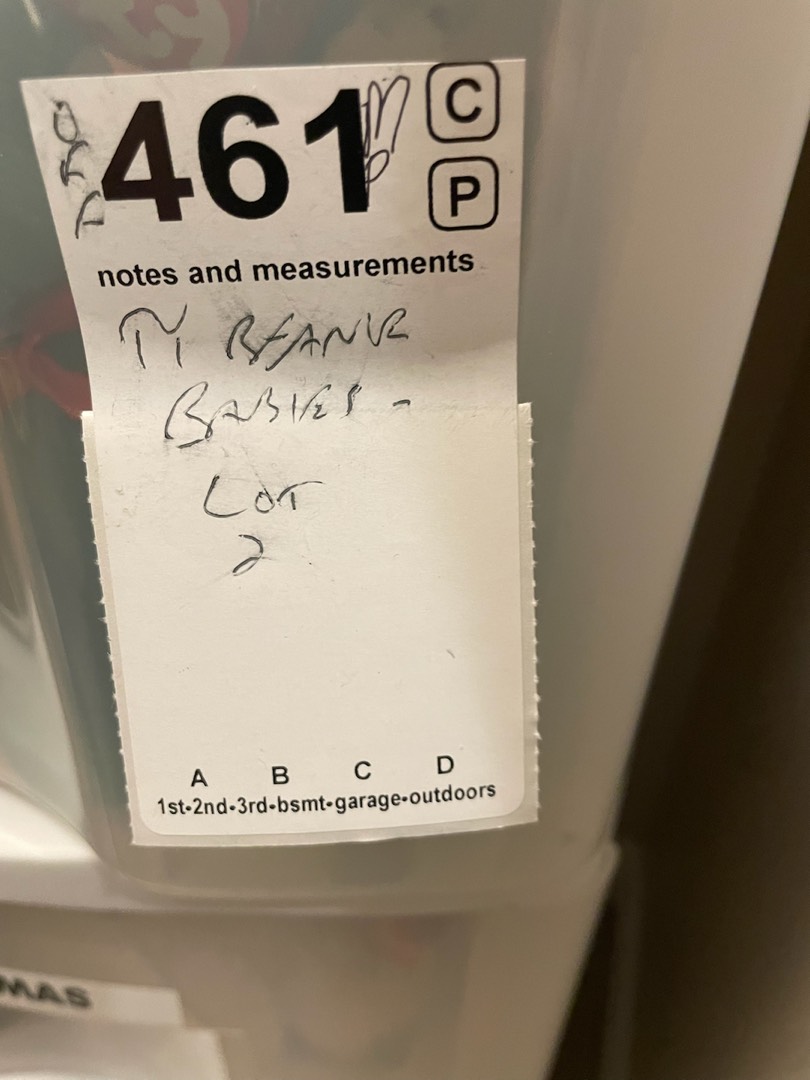 461
C
P
notes and measurements
TY BEANIE
BABIES -
LOT
2
A B C D
1st-2nd-3rd-bsmt-garage-outdoors
MAS